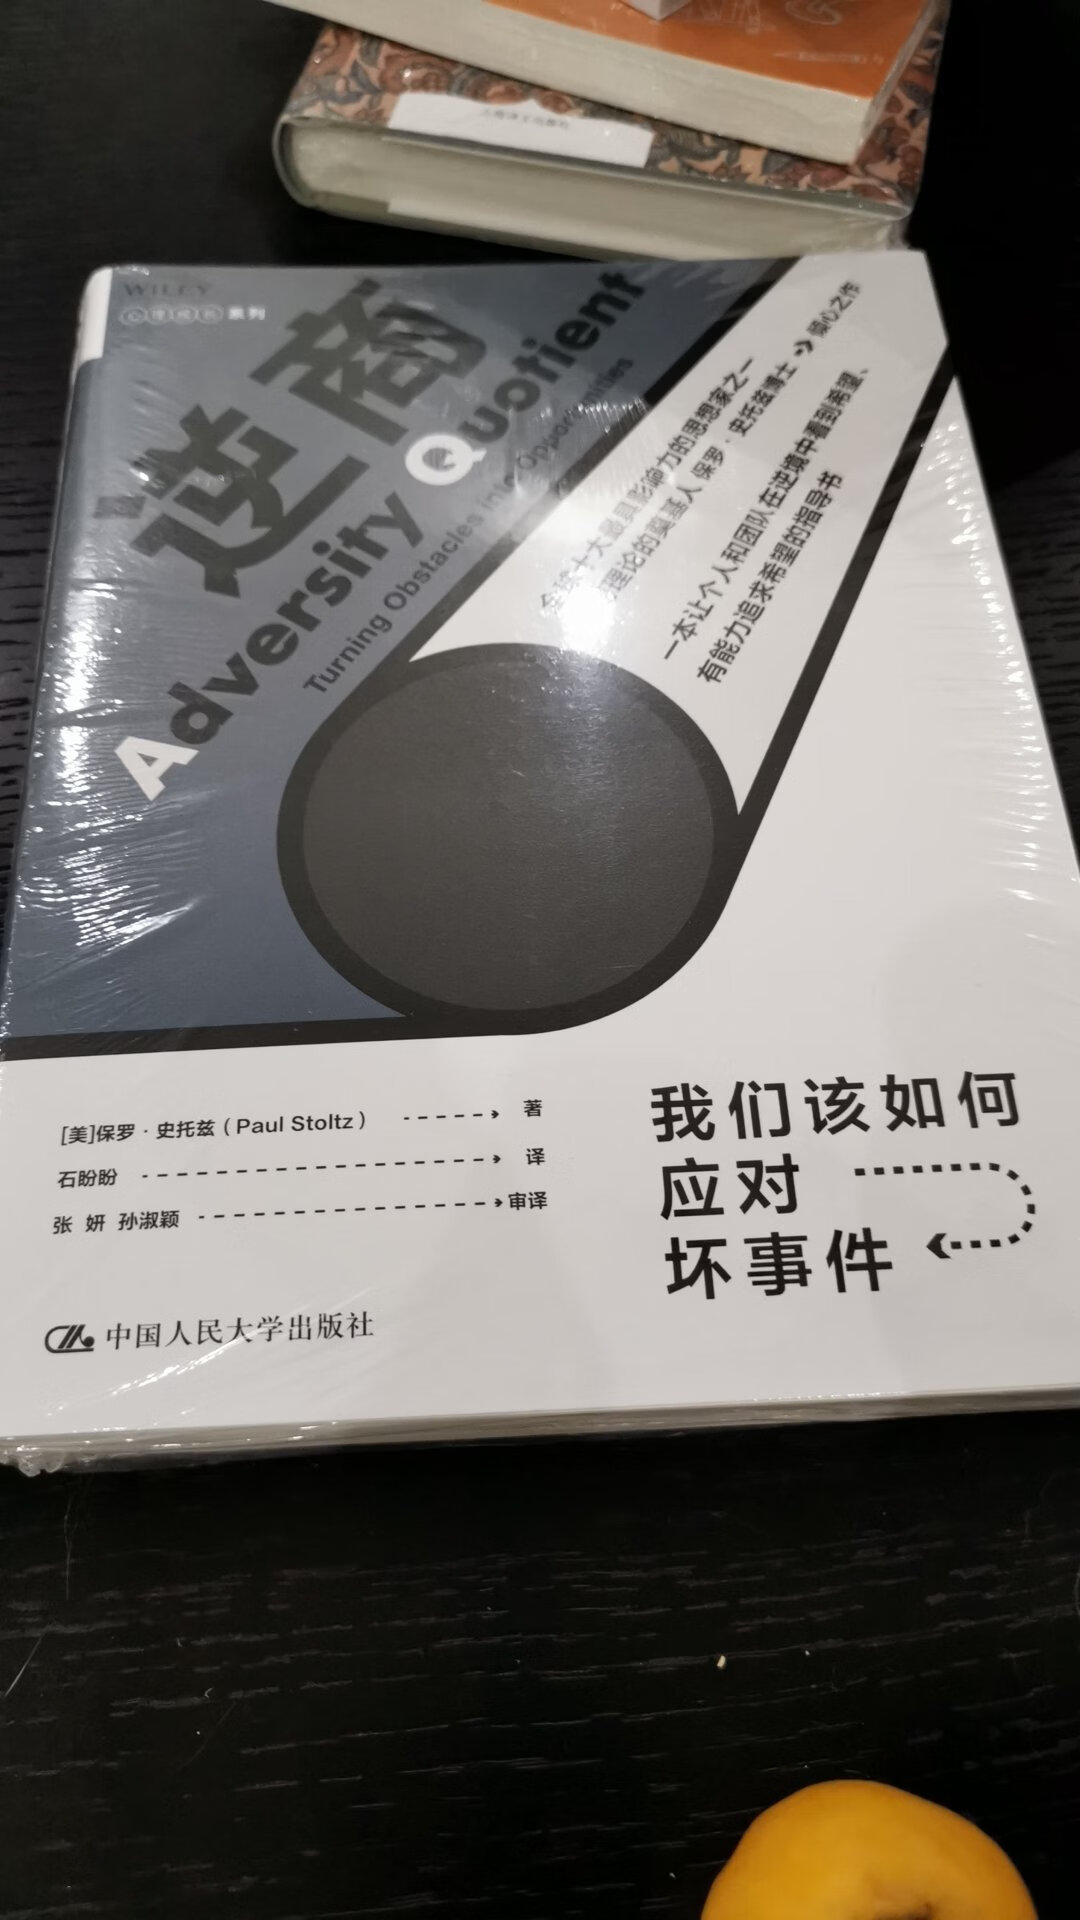 WILEY
系列
逆商
Adversity Quotient
Turning Obstacles into Opportunities
全球十大最具影响力的思想家之一
理论的奠基人 保罗·史托兹博士 倾心之作
一本让个人和团队在逆境中看到希望、
有能力追求希望的指导书
[美]保罗·史托兹(Paul Stoltz) 著
石盼盼 译
张 妍 孙淑颖 审译
我们该如何
应对
坏事件
中国人民大学出版社